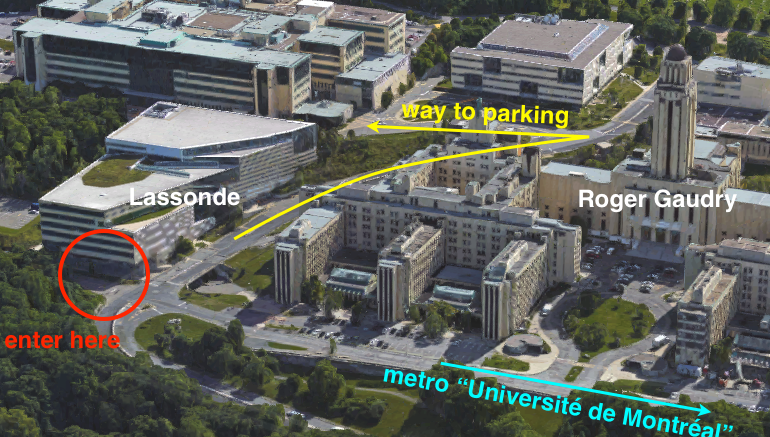 way to parking
Lassonde
Roger Gaudry
enter here
metro “Université de Montréal”